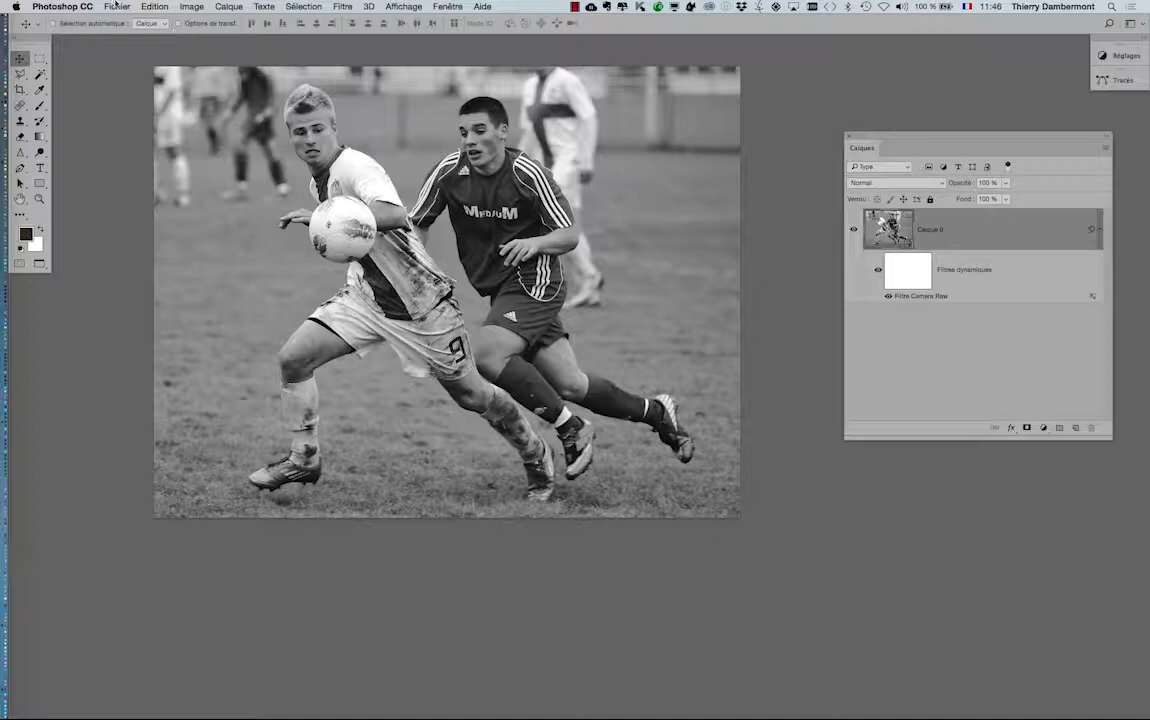 Photoshop CC Fichier Edition Image Calque Texte Sélection Filtre 3D Affichage Fenêtre Aide 100 % 11:46 Thierry Dambermont
Sélection automatique : Calque Options de transf. Mode 3D :
Réglages
Tracés
Calques
Type
Normal Opacité : 100 %
Verrou : Fond : 100 %
Calque 0
Filtres dynamiques
Filtre Camera Raw
MEDIUM
9